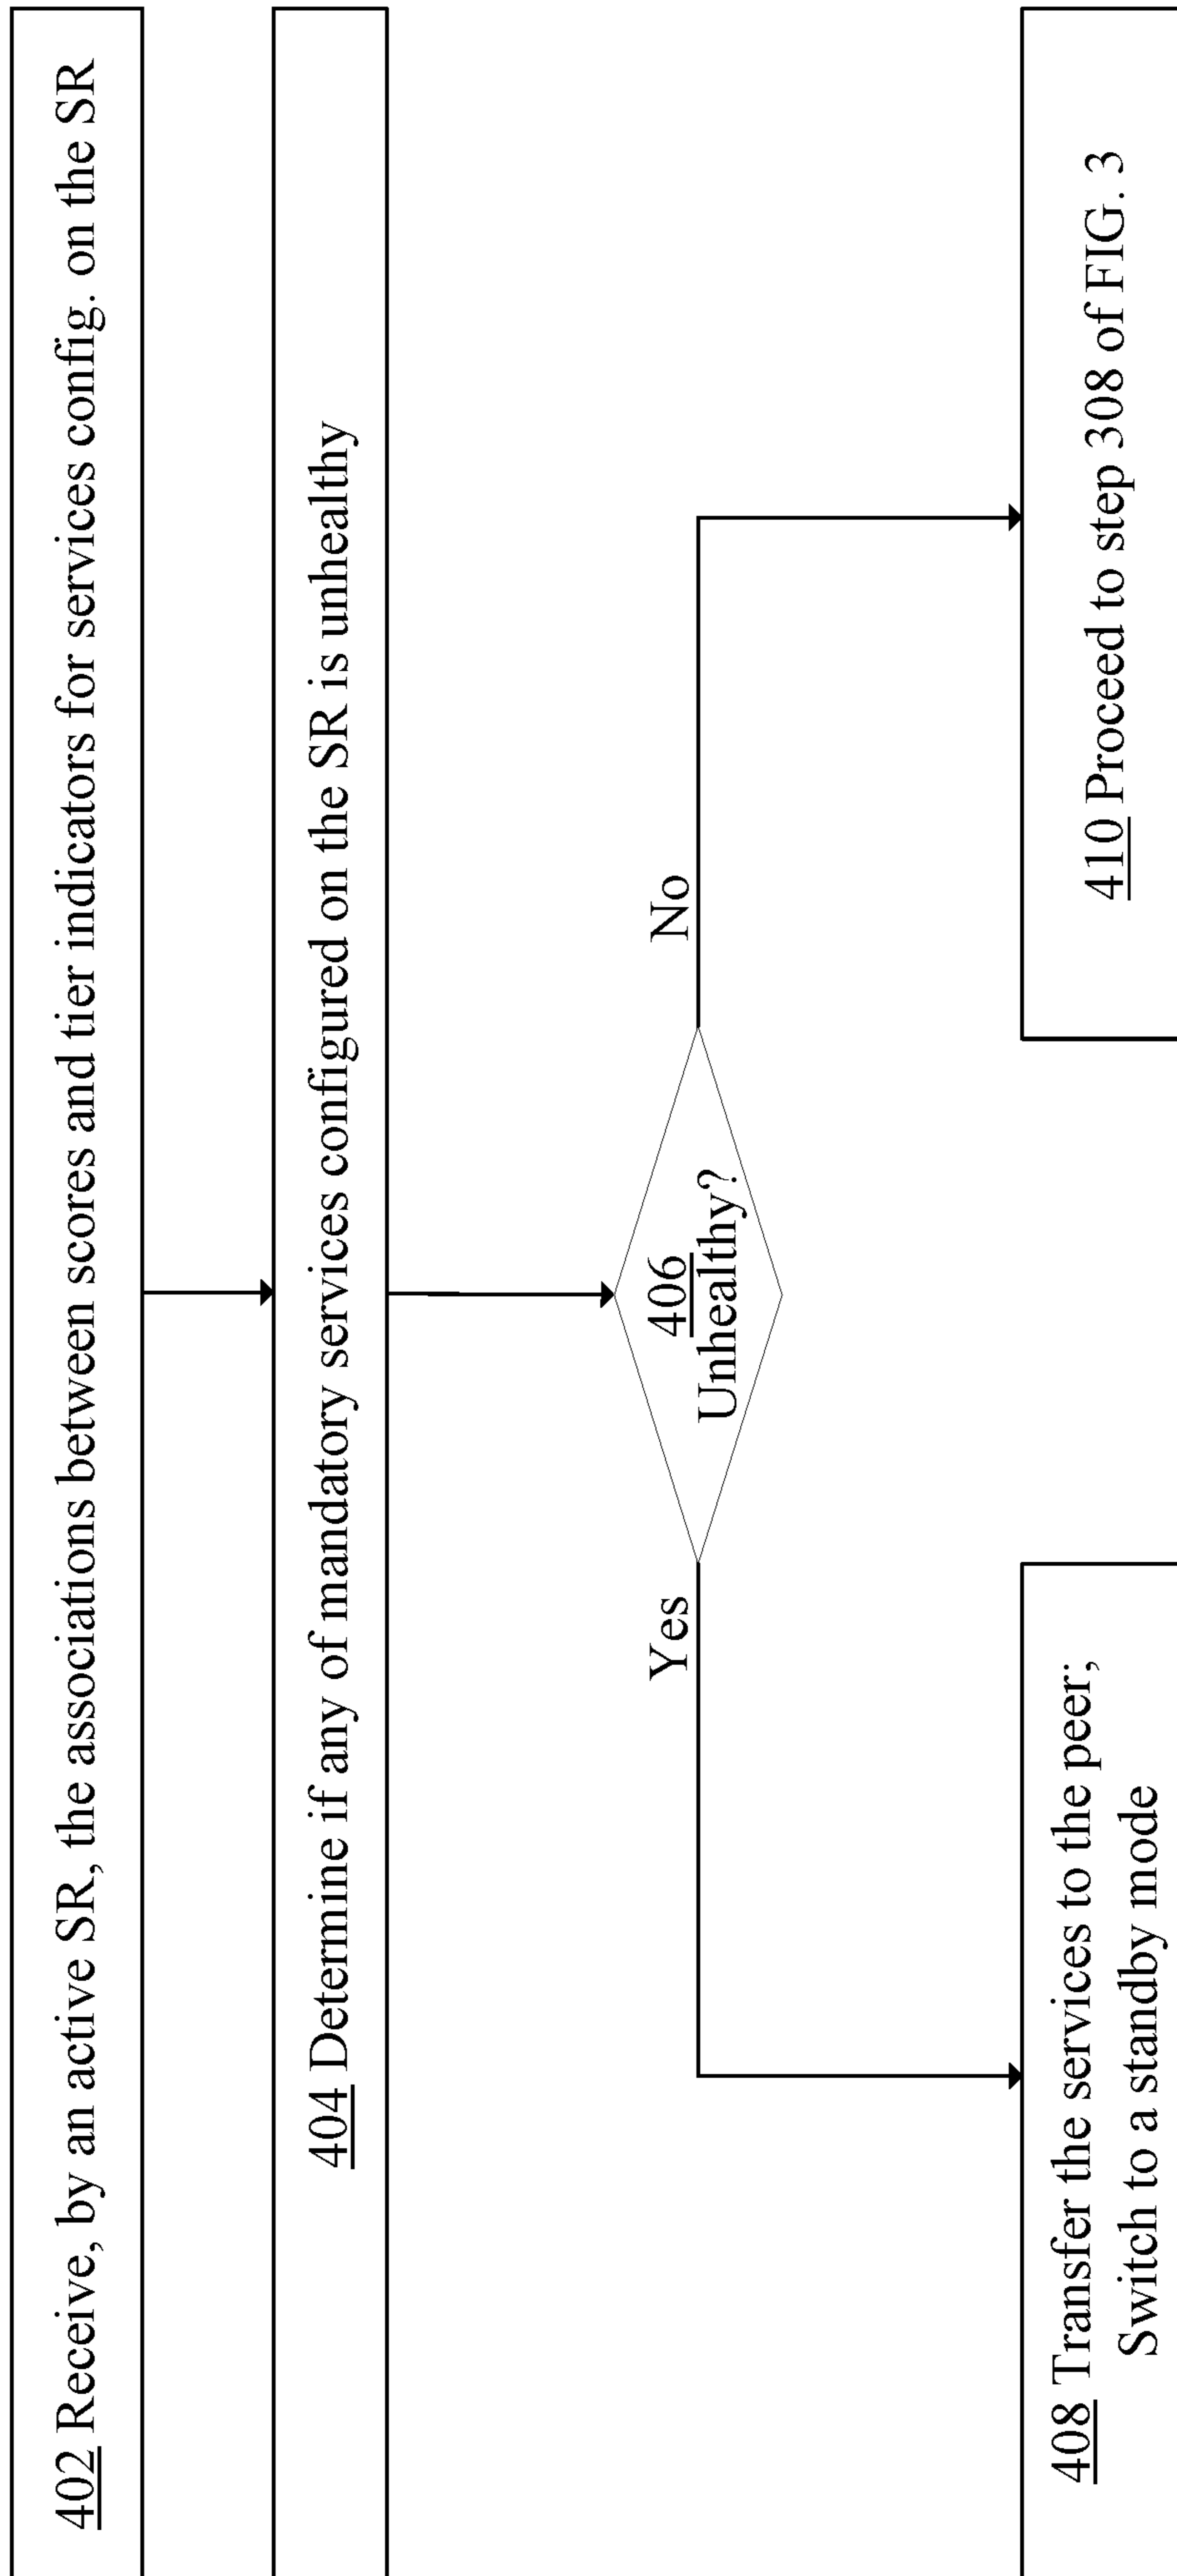 402 Receive, by an active SR, the associations between scores and tier indicators for services config. on the SR
404 Determine if any of mandatory services configured on the SR is unhealthy
406
Unhealthy?
Yes
No
408 Transfer the services to the peer;
Switch to a standby mode
410 Proceed to step 308 of FIG. 3